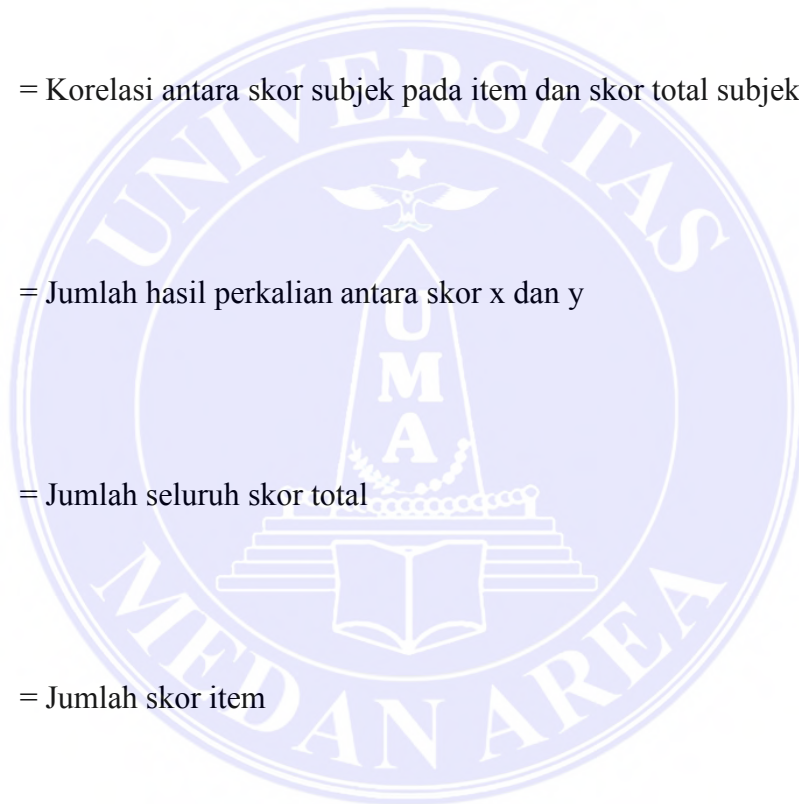 = Korelasi antara skor subjek pada item dan skor total subjek
= Jumlah hasil perkalian antara skor x dan y
= Jumlah seluruh skor total
= Jumlah skor item
UNIVERSITAS
UMA
MEDAN AREA